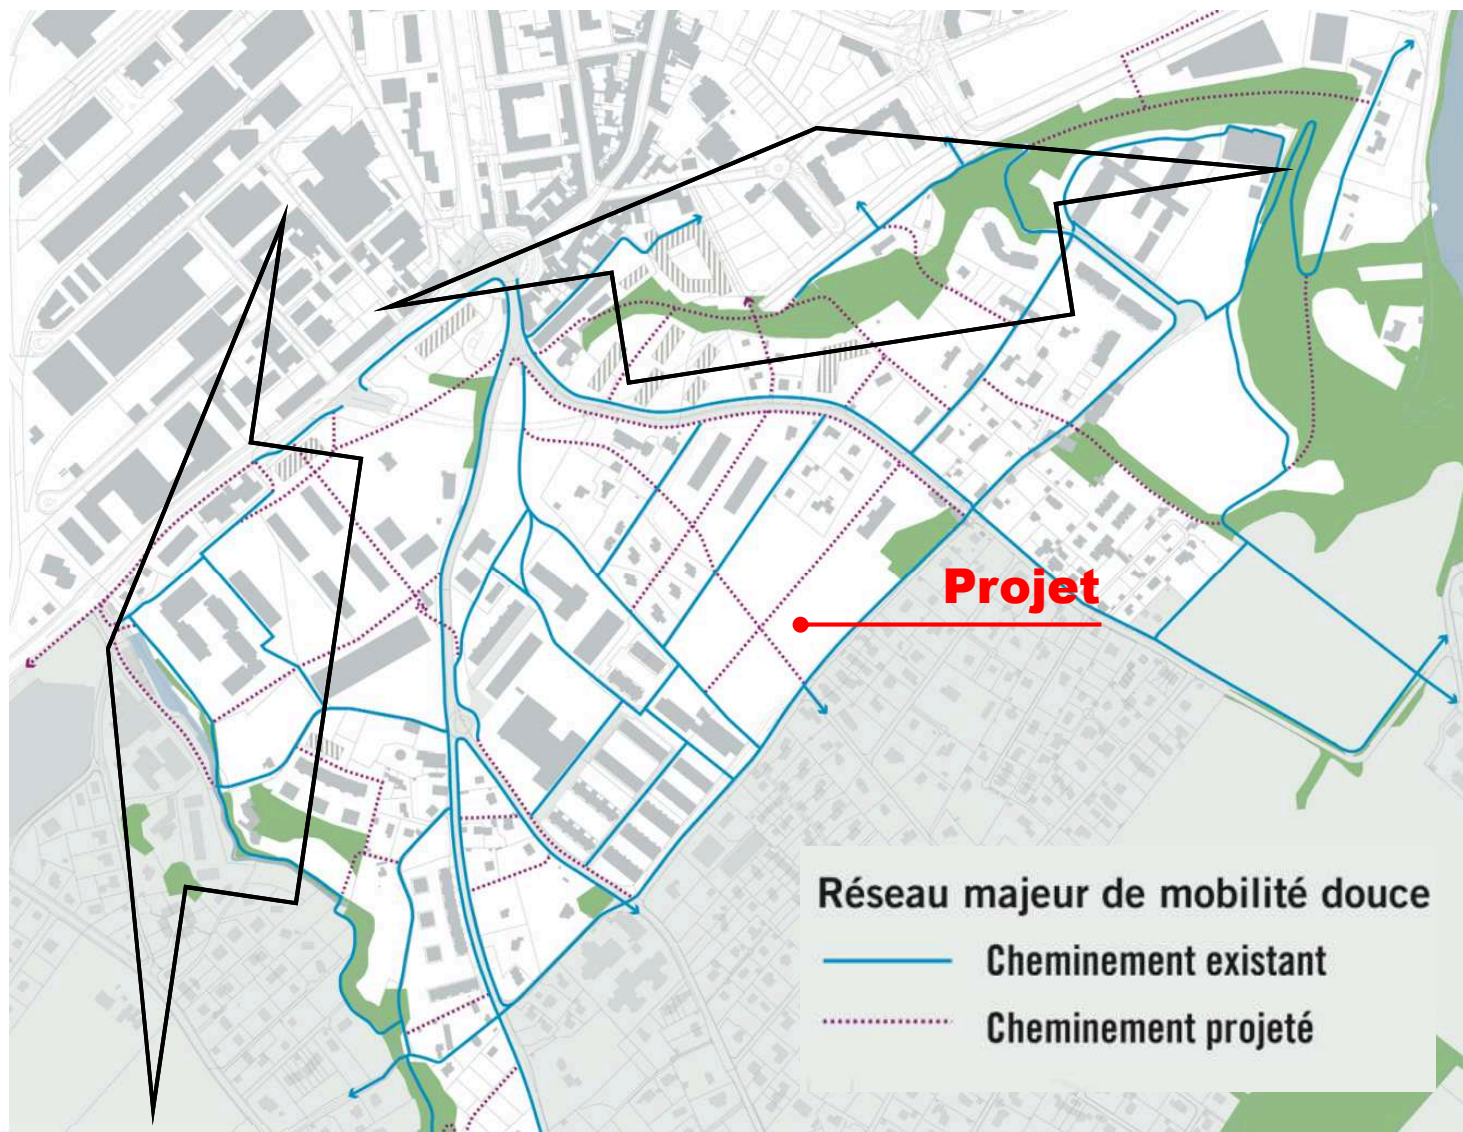 Projet
Réseau majeur de mobilité douce
Cheminement existant
Cheminement projeté